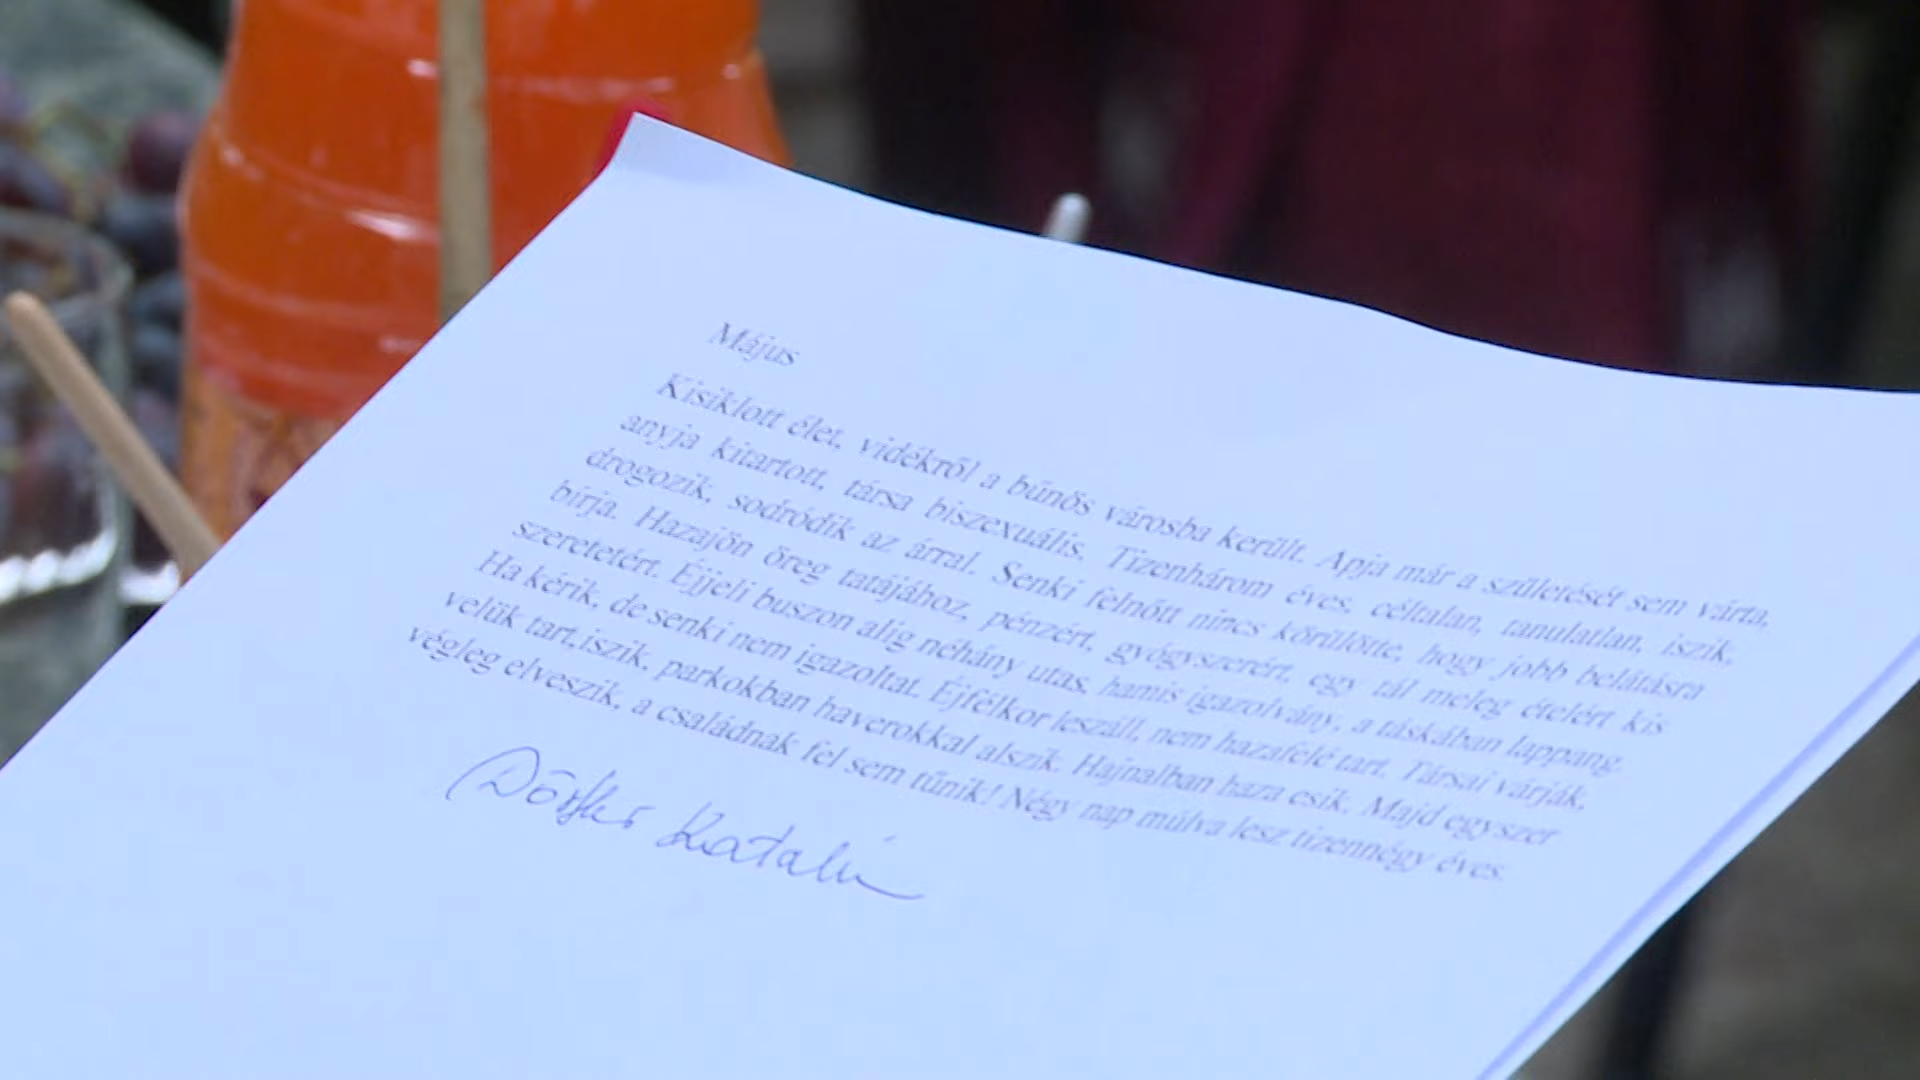 Május
Kisiklott élet, vidékről a bűnös városba került. Apja már a születését sem várta,
anyja kitartott, társa biszexuális. Tizenhárom éves, céltalan, tanulatlan, iszik,
drogozik, sodródik az árral. Senki felnőtt nincs körülötte, hogy jobb belátásra
bírja. Hazajön öreg tatájához, pénzért, gyógyszerért, egy tál meleg ételért kis
szeretetért. Éjjeli buszon alig néhány utas, hamis igazolvány, a táskában lappang.
Ha kérik, de senki nem igazoltat. Éjfélkor leszáll, nem hazafelé tart. Társai várják,
velük tart,iszik, parkokban haverokkal alszik. Hajnalban haza esik. Majd egyszer
végleg elveszik, a családnak fel sem tűnik! Négy nap múlva lesz tizennégy éves.
Katalin